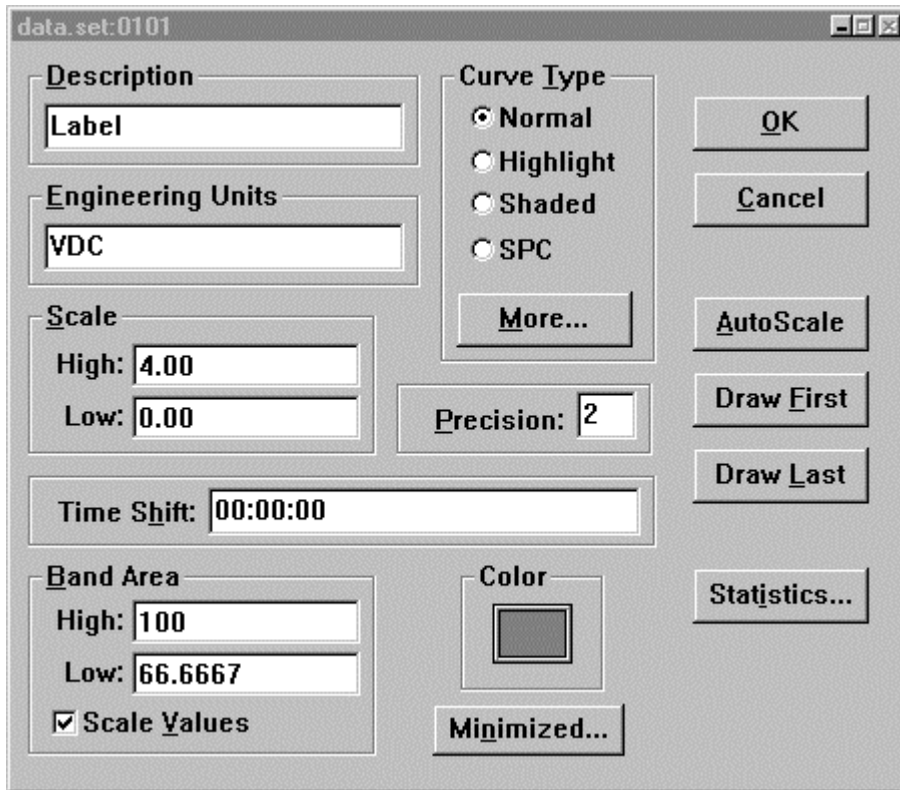 data.set:0101
Description
Label
Engineering Units
VDC
Scale
High: 4.00
Low: 0.00
Curve Type
Normal
Highlight
Shaded
SPC
More...
Precision: 2
Time Shift: 00:00:00
Band Area
High: 100
Low: 66.6667
Scale Values
Color
Minimized...
OK
Cancel
AutoScale
Draw First
Draw Last
Statistics...